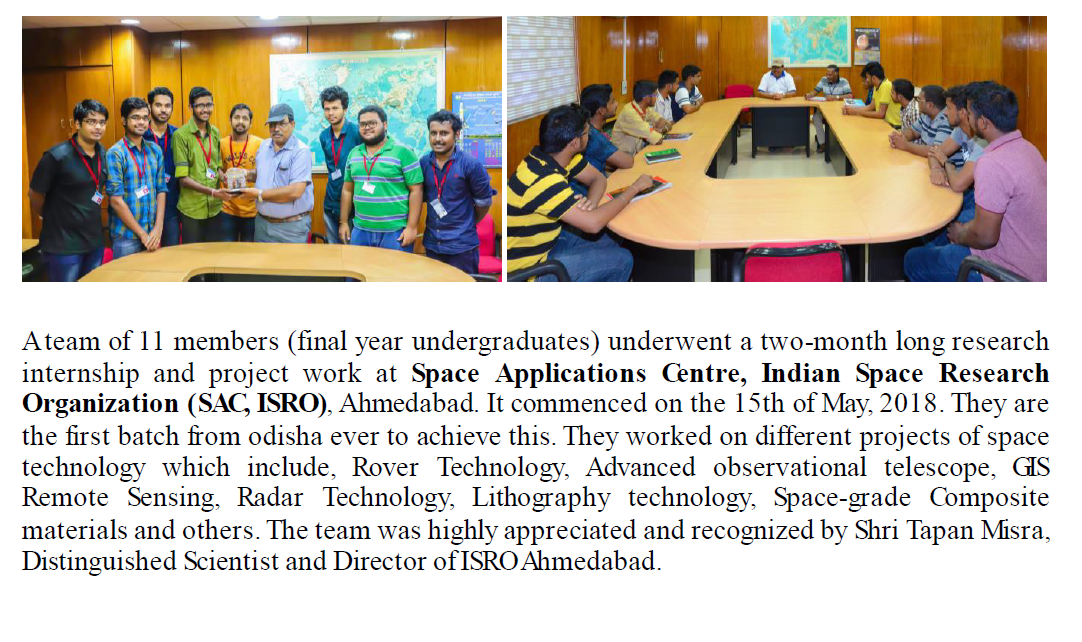 A team of 11 members (final year undergraduates) underwent a two-month long research
internship and project work at Space Applications Centre, Indian Space Research
Organization (SAC, ISRO), Ahmedabad. It commenced on the 15th of May, 2018. They are
the first batch from odisha ever to achieve this. They worked on different projects of space
technology which include, Rover Technology, Advanced observational telescope, GIS
Remote Sensing, Radar Technology, Lithography technology, Space-grade Composite
materials and others. The team was highly appreciated and recognized by Shri Tapan Misra,
Distinguished Scientist and Director of ISRO Ahmedabad.